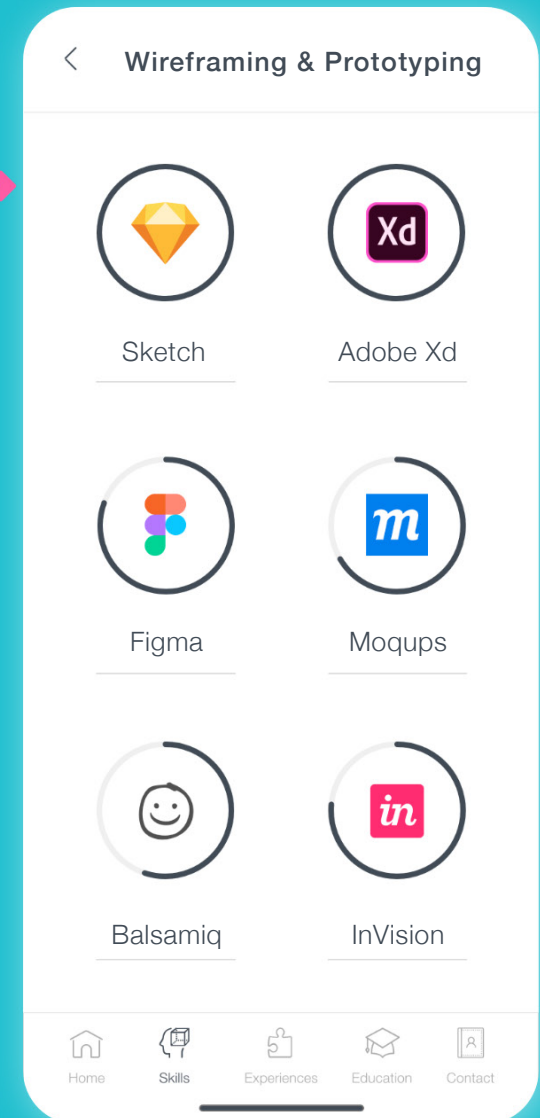 Wireframing & Prototyping
Xd
Sketch
Adobe Xd
m
Figma
Moqups
in
Balsamiq
InVision
Home
Skills
Experiences
Education
Contact